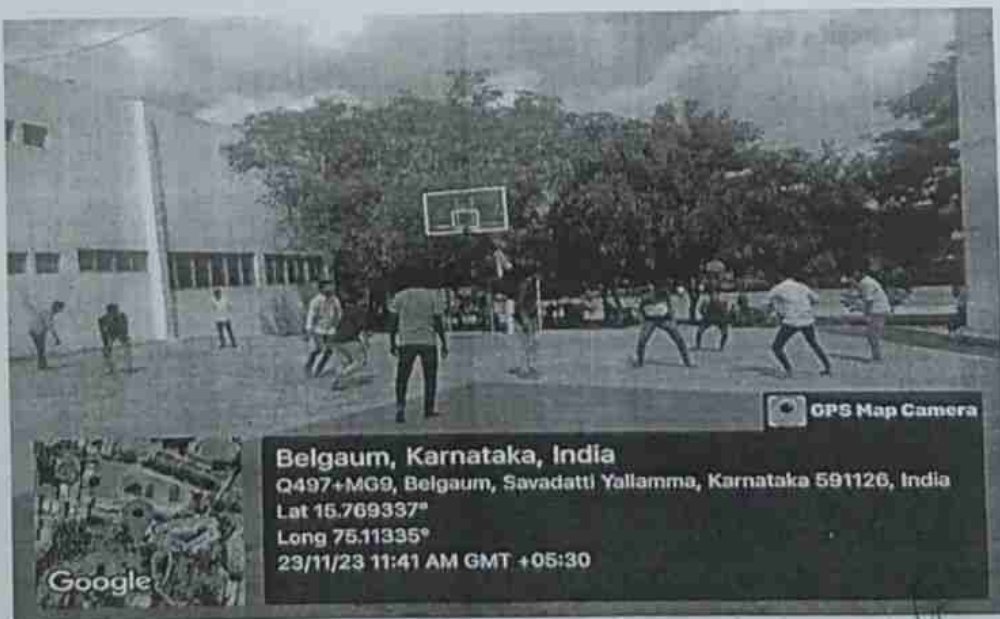 GPS Map Camera
Belgaum, Karnataka, India
Q497+MG9, Belgaum, Savadatti Yallamma, Karnataka 591126, India
Lat 15.769337°
Long 75.11335°
23/11/23 11:41 AM GMT +05:30
Google